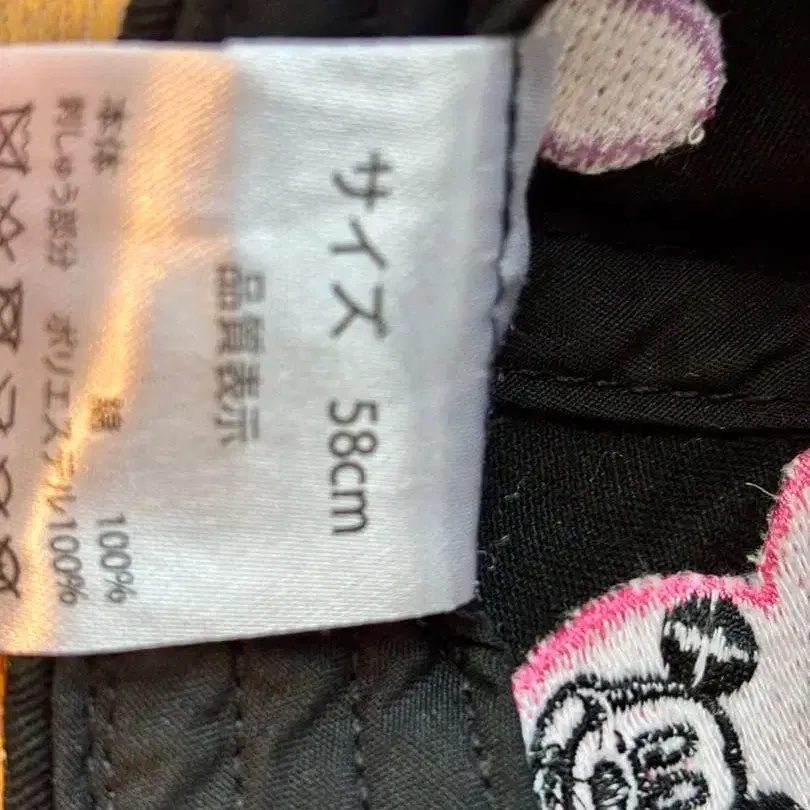 サイズ 58cm
品質表示
本体 綿 100%
刺しゅう部分 ポリエステル100%